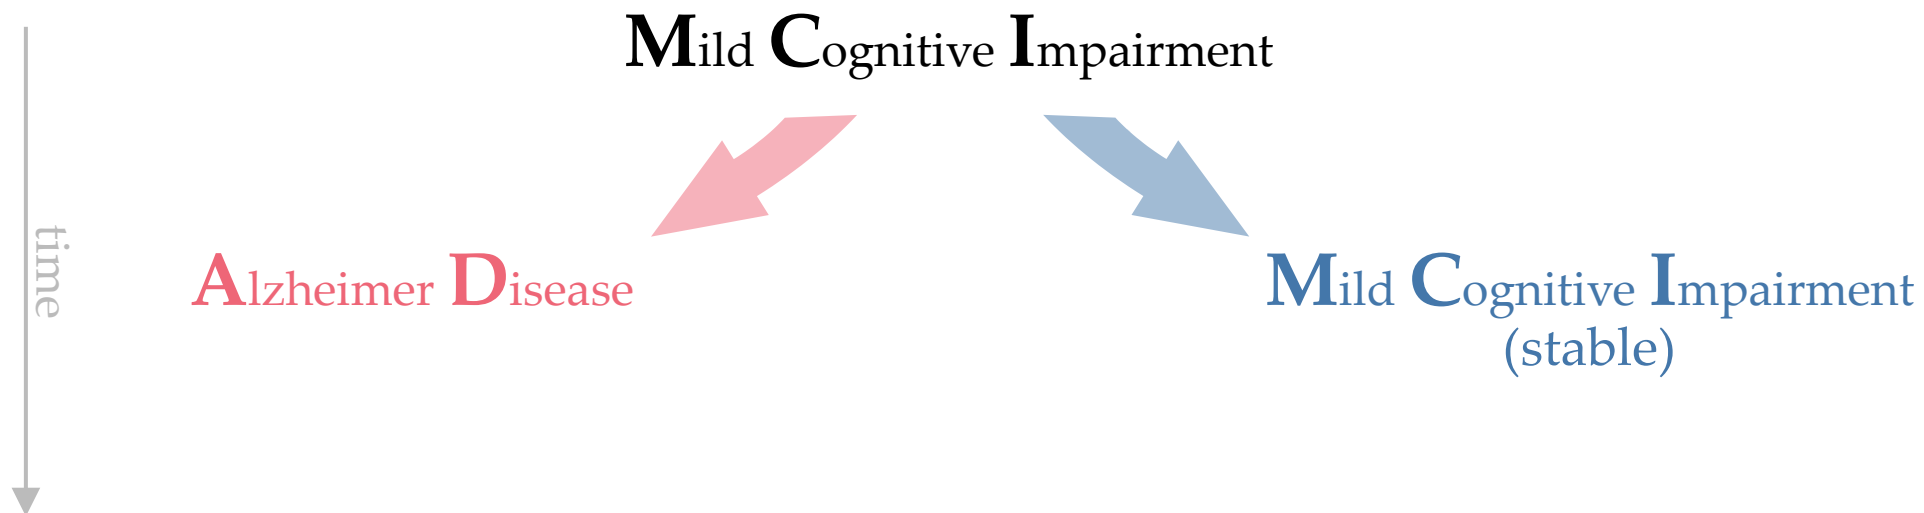 Mild Cognitive Impairment
time
Alzheimer Disease
Mild Cognitive Impairment
(stable)